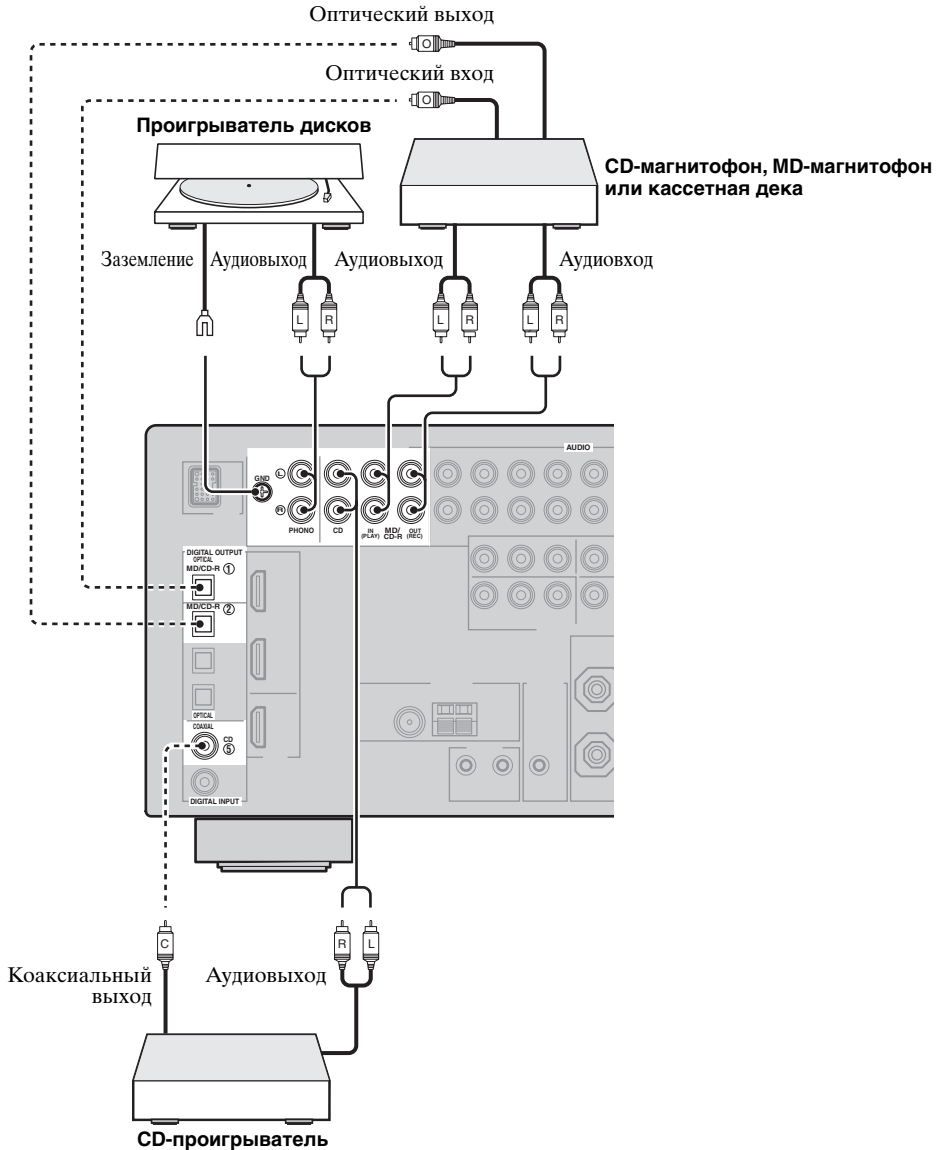 Оптический выход
O
Оптический вход
O
Проигрыватель дисков
CD-магнитофон, MD-магнитофон
или кассетная дека
Заземление
Аудиовыход
Аудиовыход
Аудиовход
L R
L R
L R
AUDIO
GND
L
R
PHONO
CD
IN
(PLAY)
MD/
CD-R
OUT
(REC)
DIGITAL OUTPUT
OPTICAL
MD/CD-R ①
MD/CD-R ②
OPTICAL
COAXIAL
CD
⑤
DIGITAL INPUT
C
R L
Коаксиальный
выход
Аудиовыход
CD-проигрыватель